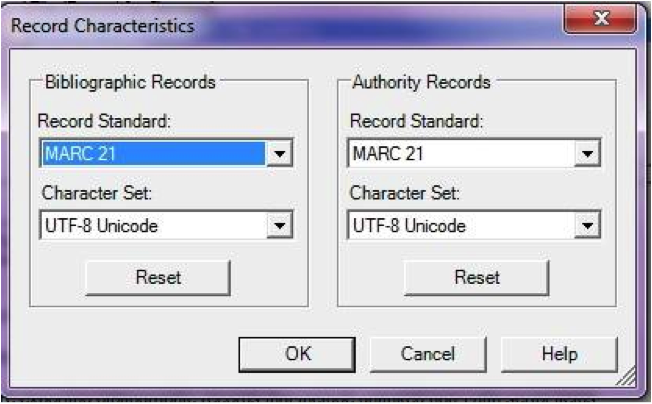 Record Characteristics
Bibliographic Records
Record Standard:
MARC 21
Character Set:
UTF-8 Unicode
Reset
Authority Records
Record Standard:
MARC 21
Character Set:
UTF-8 Unicode
Reset
OK
Cancel
Help